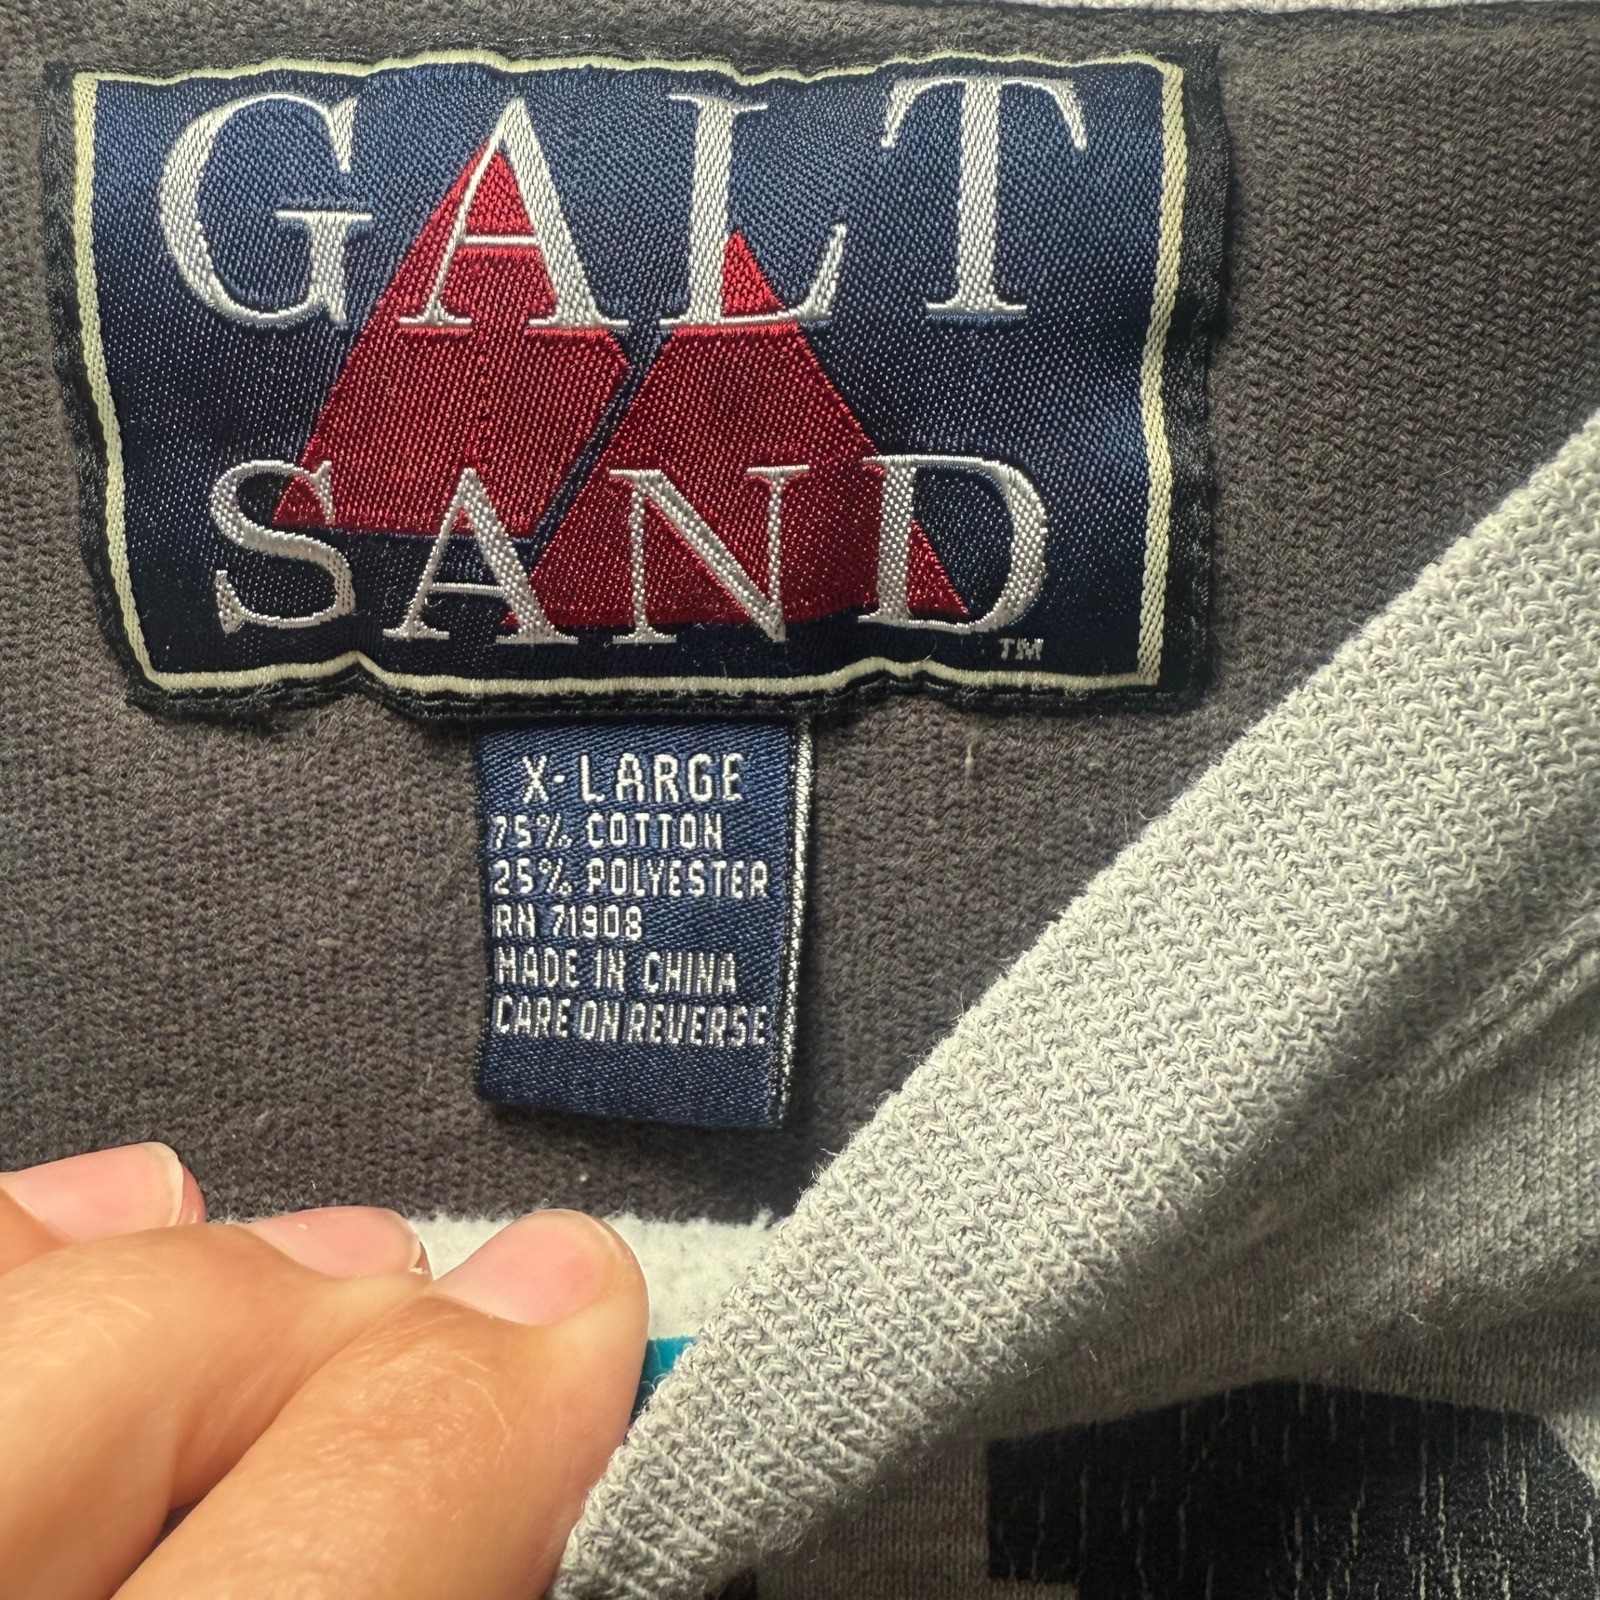 GALT
SAND
TM
X-LARGE
75% COTTON
25% POLYESTER
RN 71908
MADE IN CHINA
CARE ON REVERSE